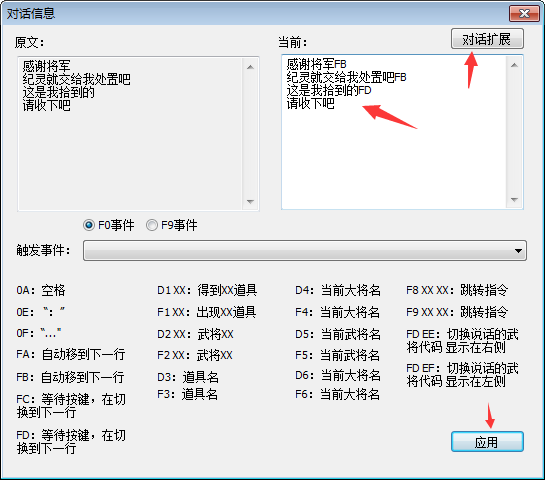 对话信息
原文:
当前:
对话扩展
感谢将军
纪灵就交给我处置吧
这是我拾到的
请收下吧
感谢将军FB
纪灵就交给我处置吧FB
这是我拾到的FD
请收下吧
F0事件
F9事件
触发事件:
0A: 空格
0E: “: ”
0F: “…"
FA: 自动移到下一行
FB: 自动移到下一行
FC: 等待按键, 在切
换到下一行
FD: 等待按键, 在切
换到下一行
D1 XX: 得到XX道具
F1 XX: 出现XX道具
D2 XX: 武将XX
F2 XX: 武将XX
D3: 道具名
F3: 道具名
D4: 当前大将名
F4: 当前大将名
D5: 当前武将名
F5: 当前武将名
D6: 当前大将名
F6: 当前大将名
F8 XX XX: 跳转指令
F9 XX XX: 跳转指令
FD EE: 切换说话的武
将代码 显示在右侧
FD EF: 切换说话的武
将代码 显示在左侧
应用